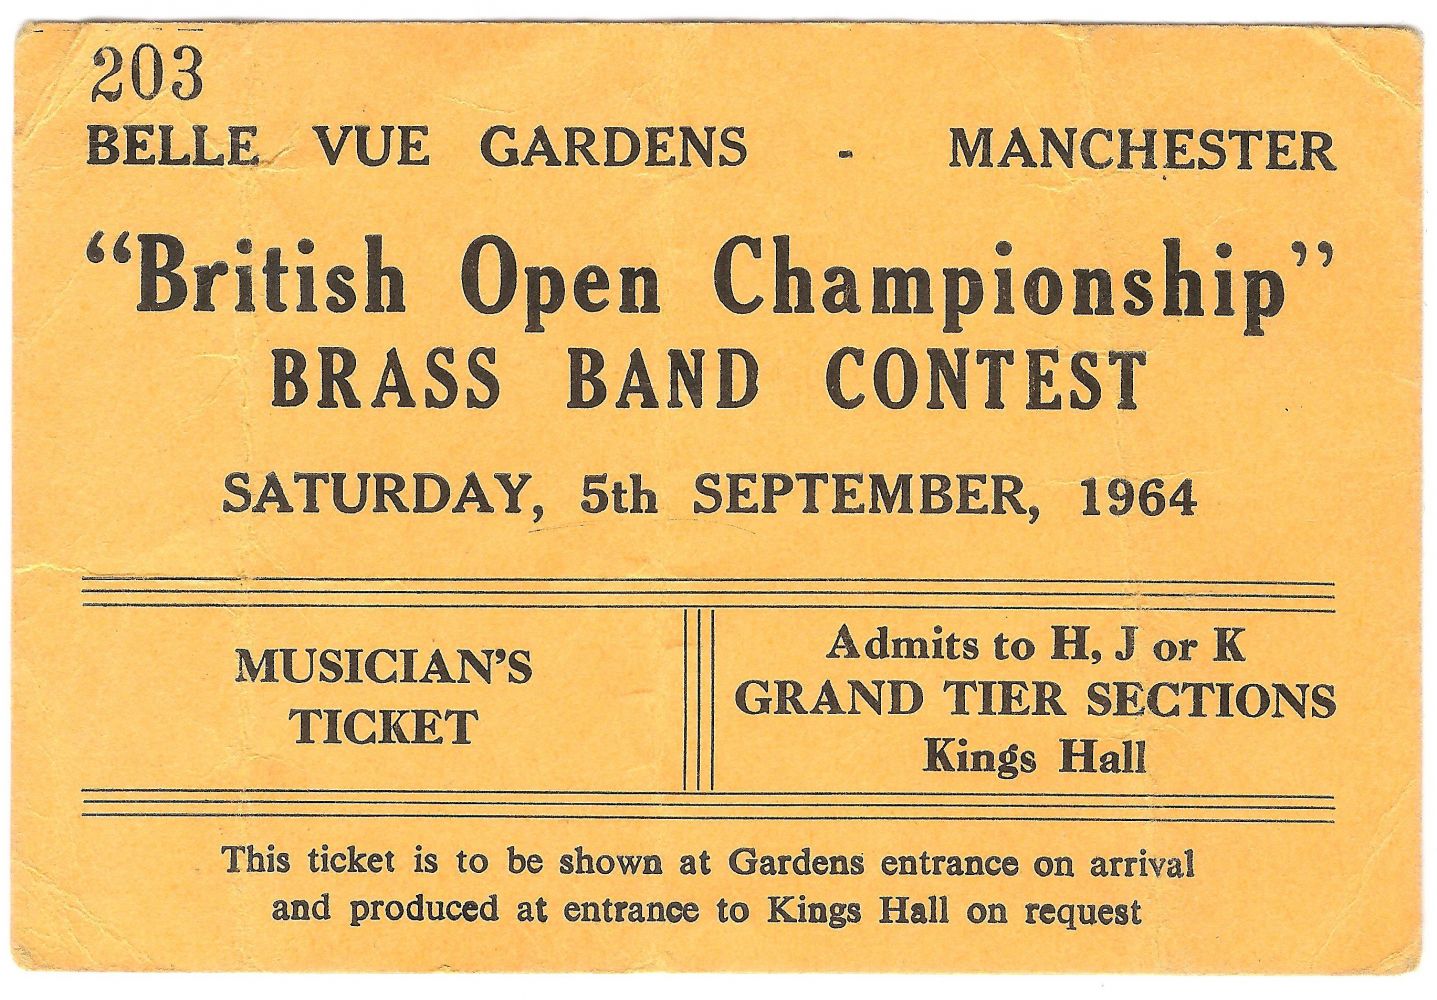 203
BELLE VUE GARDENS - MANCHESTER
“British Open Championship”
BRASS BAND CONTEST
SATURDAY, 5th SEPTEMBER, 1964
MUSICIAN’S
TICKET
Admits to H, J or K
GRAND TIER SECTIONS
Kings Hall
This ticket is to be shown at Gardens entrance on arrival
and produced at entrance to Kings Hall on request